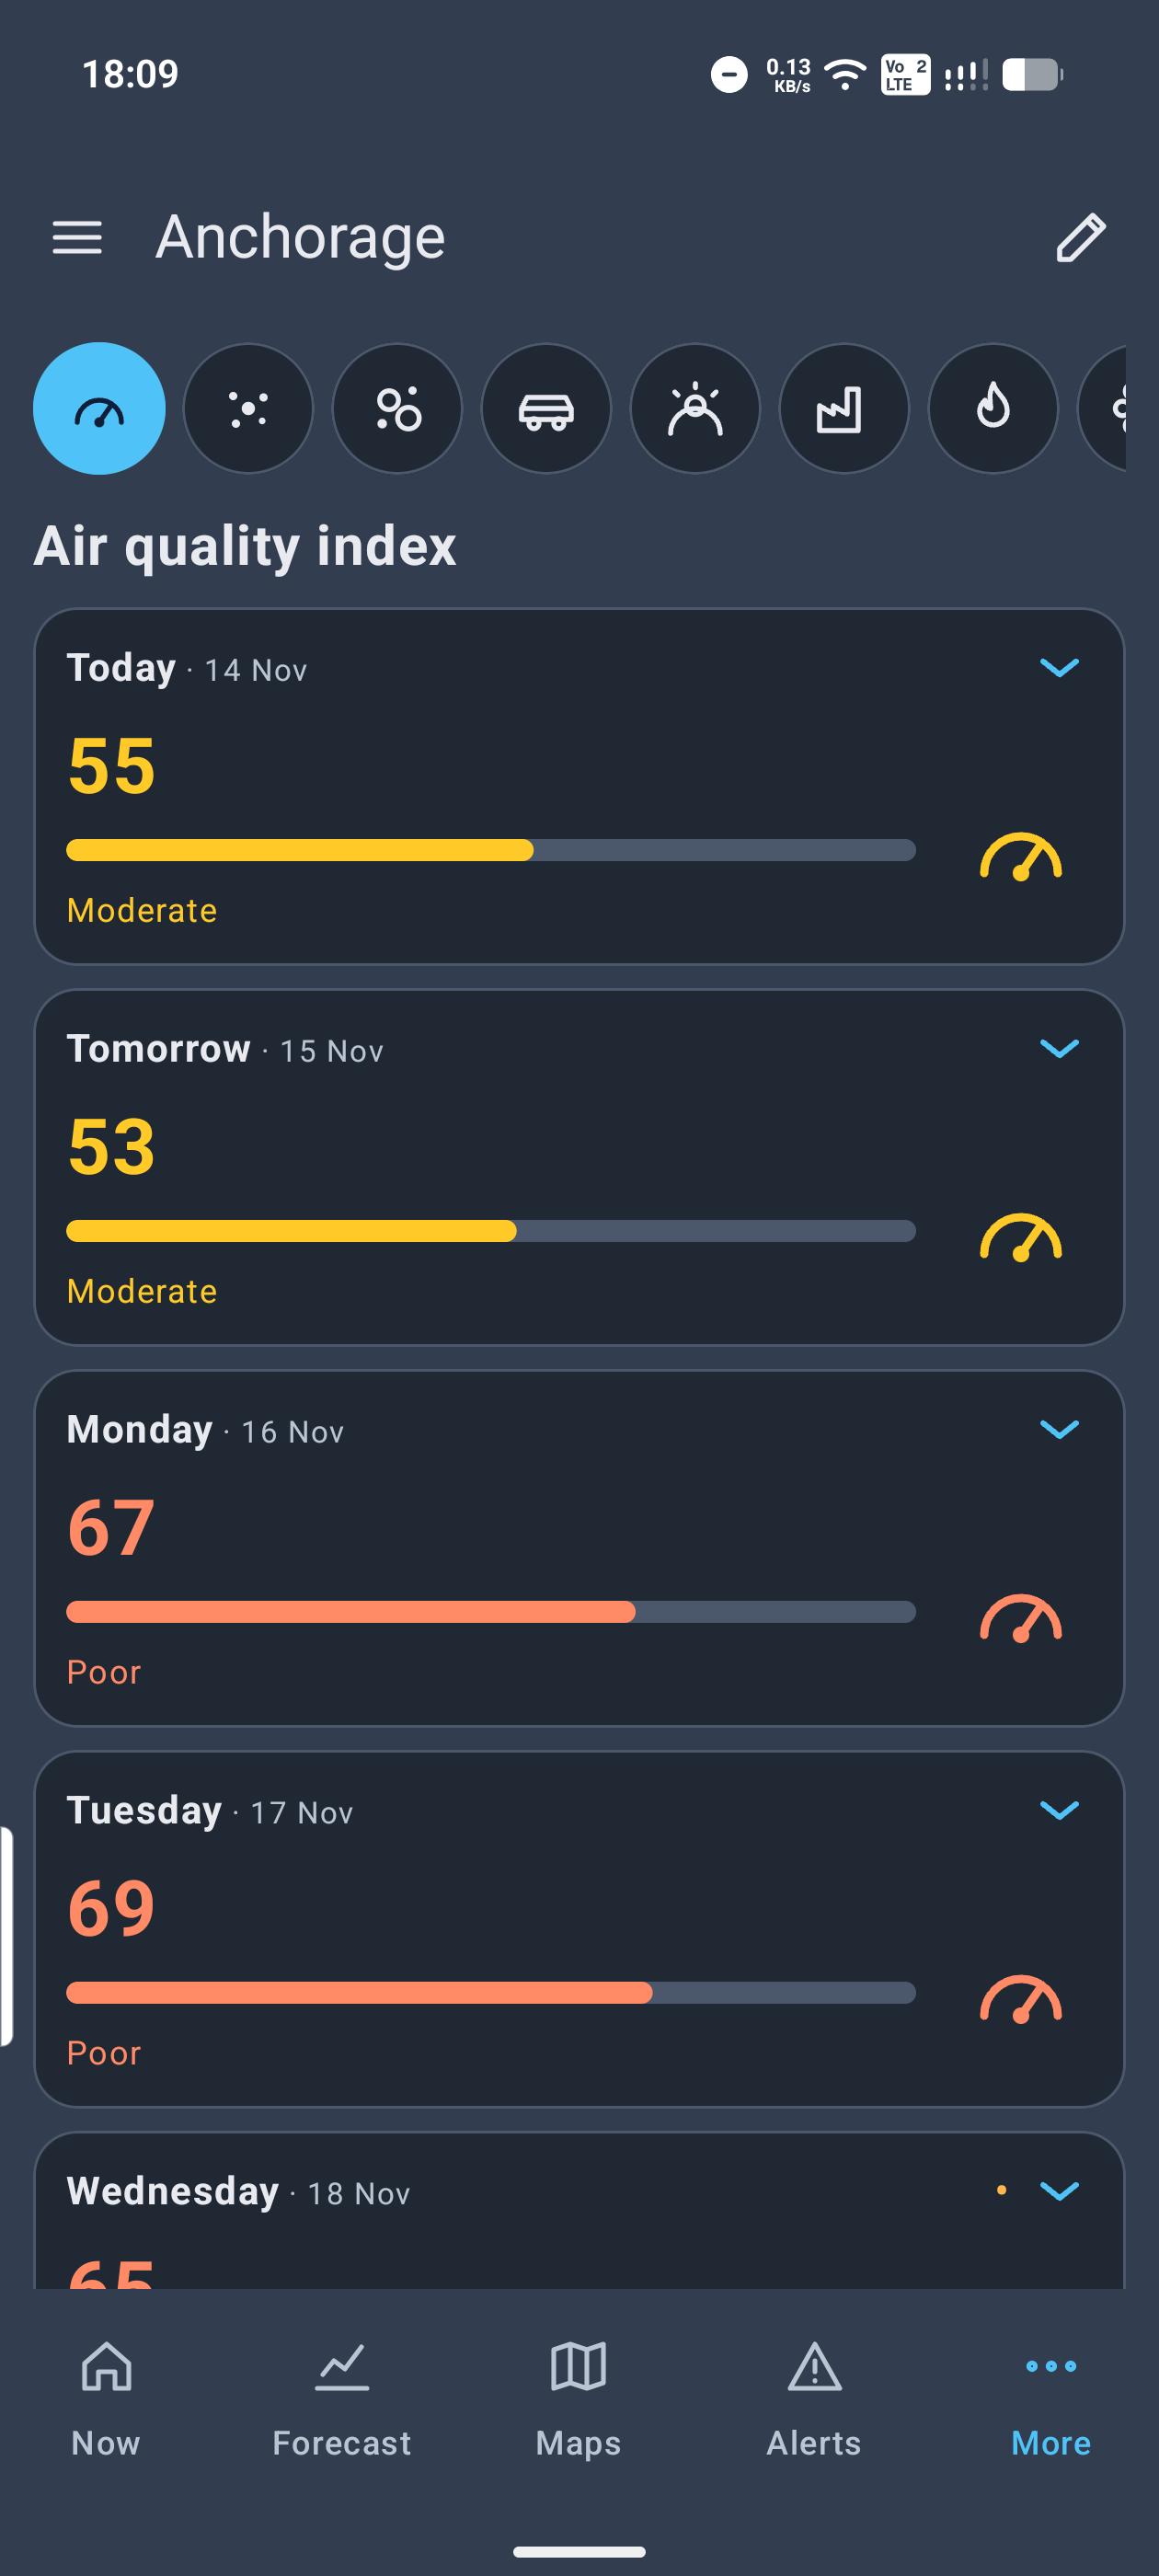 18:09
0.13
KB/s
Vo 2
LTE
Anchorage
Air quality index
Today · 14 Nov
55
Moderate
Tomorrow · 15 Nov
53
Moderate
Monday · 16 Nov
67
Poor
Tuesday · 17 Nov
69
Poor
Wednesday · 18 Nov
65
Now
Forecast
Maps
Alerts
More